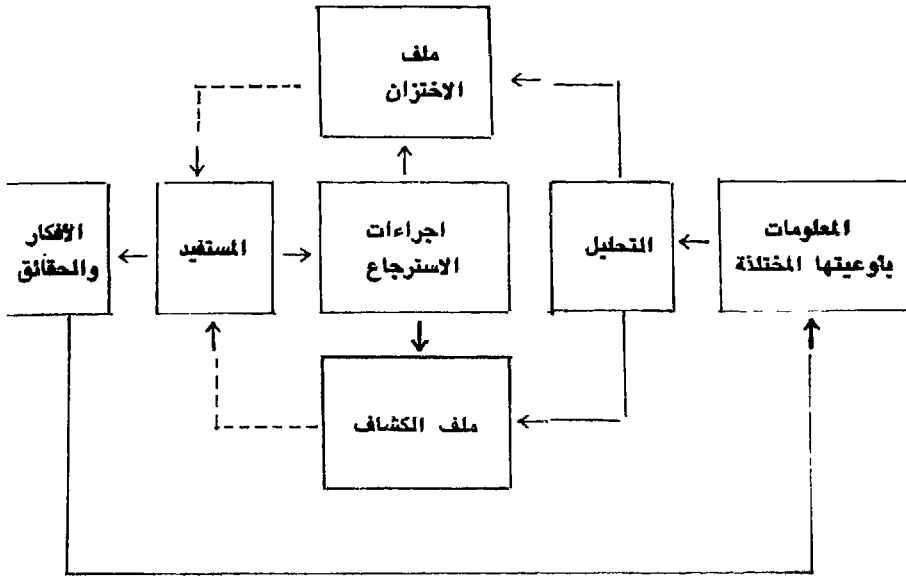 ملف
الاختزان
المعلومات
بأوعيتها المختلفة
التحليل
اجراءات
الاسترجاع
المستفيد
الأفكار
والحقائق
ملف الكشاف